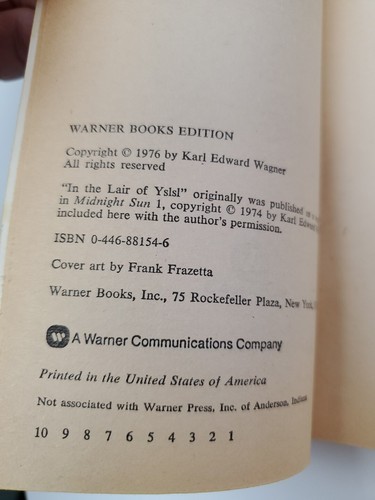 WARNER BOOKS EDITION
Copyright © 1976 by Karl Edward Wagner
All rights reserved
"In the Lair of Yslsl" originally was published
in Midnight Sun 1, copyright © 1974 by Karl Edward
included here with the author's permission.
ISBN 0-446-88154-6
Cover art by Frank Frazetta
Warner Books, Inc., 75 Rockefeller Plaza, New York,
W A Warner Communications Company
Printed in the United States of America
Not associated with Warner Press, Inc. of Anderson, Indiana
10 9 8 7 6 5 4 3 2 1